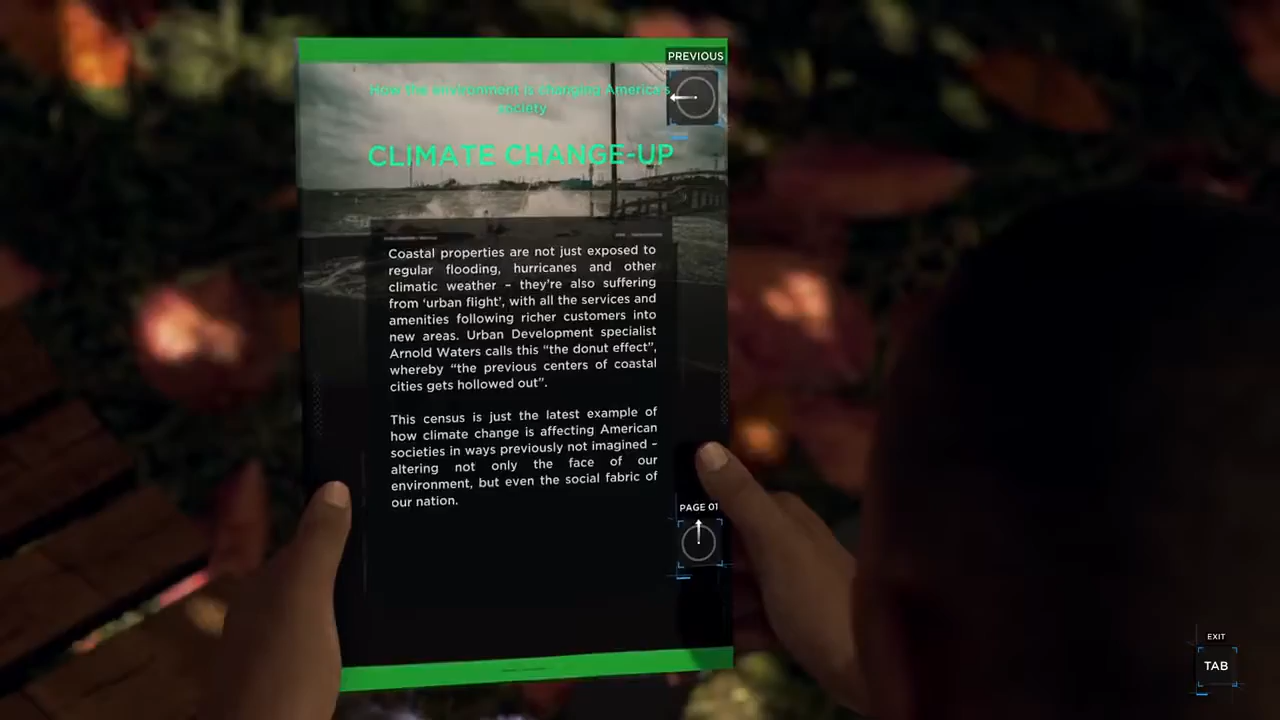 PREVIOUS
How the environment is changing America's
society
CLIMATE CHANGE-UP
Coastal properties are not just exposed to
regular flooding, hurricanes and other
climatic weather – they're also suffering
from 'urban flight', with all the services and
amenities following richer customers into
new areas. Urban Development specialist
Arnold Waters calls this "the donut effect",
whereby "the previous centers of coastal
cities gets hollowed out".
This census is just the latest example of
how climate change is affecting American
societies in ways previously not imagined –
altering not only the face of our
environment, but even the social fabric of
our nation.
PAGE 01
EXIT
TAB